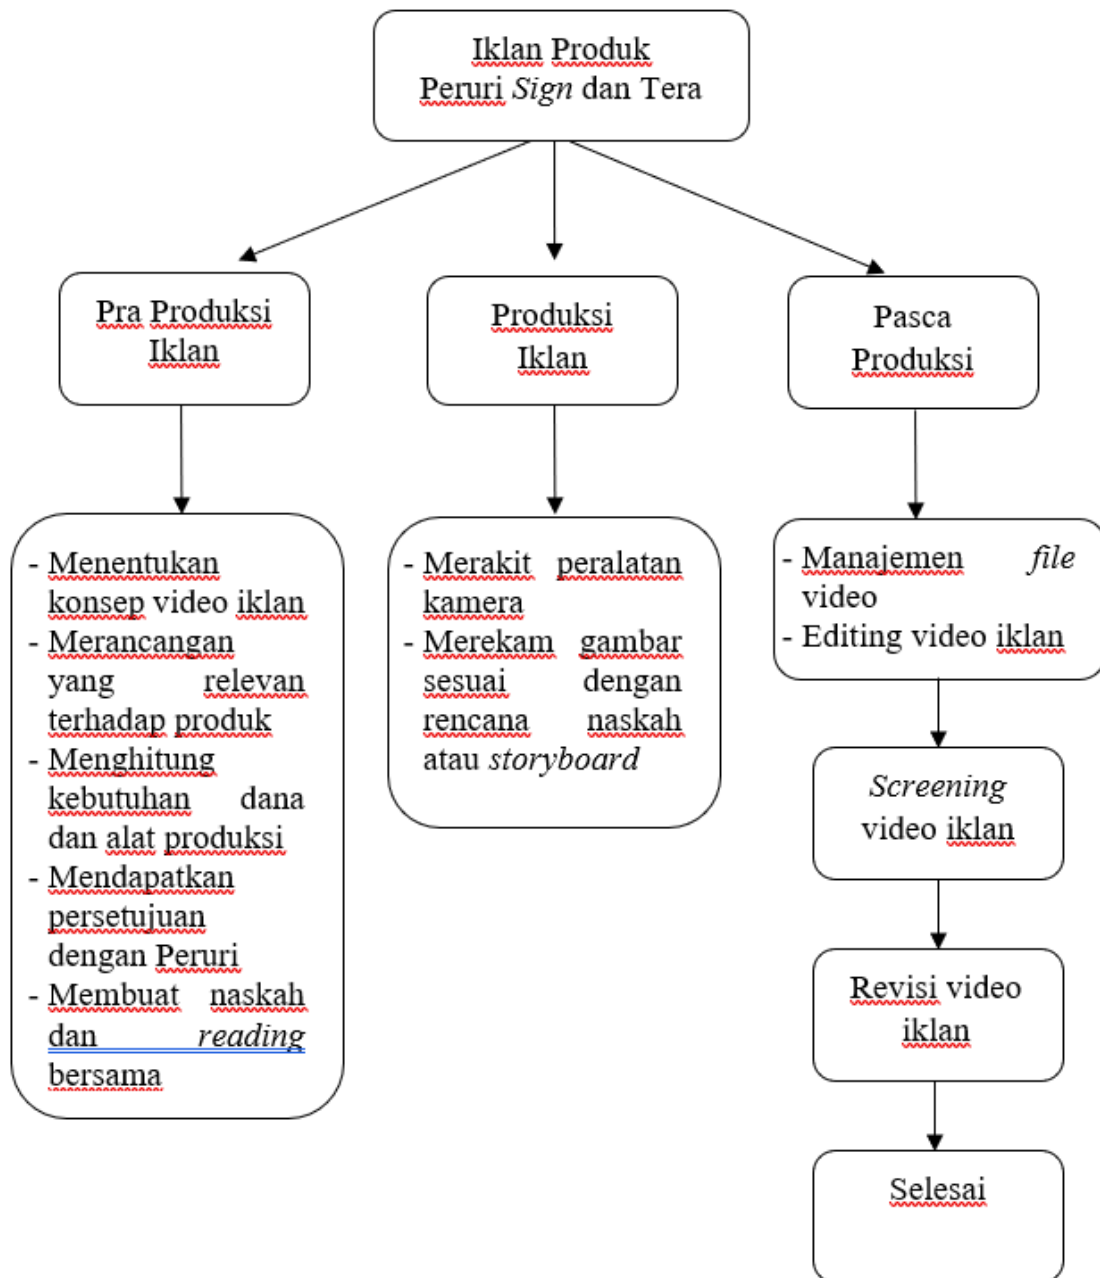 Iklan Produk
Peruri Sign dan Tera
Pra Produksi
Iklan
Produksi
Iklan
Pasca
Produksi
- Menentukan
konsep video iklan
- Merancangan
yang relevan
terhadap produk
- Menghitung
kebutuhan dana
dan alat produksi
- Mendapatkan
persetujuan
dengan Peruri
- Membuat naskah
dan reading
bersama
- Merakit peralatan
kamera
- Merekam gambar
sesuai dengan
rencana naskah
atau storyboard
- Manajemen file
video
- Editing video iklan
Screening
video iklan
Revisi video
iklan
Selesai